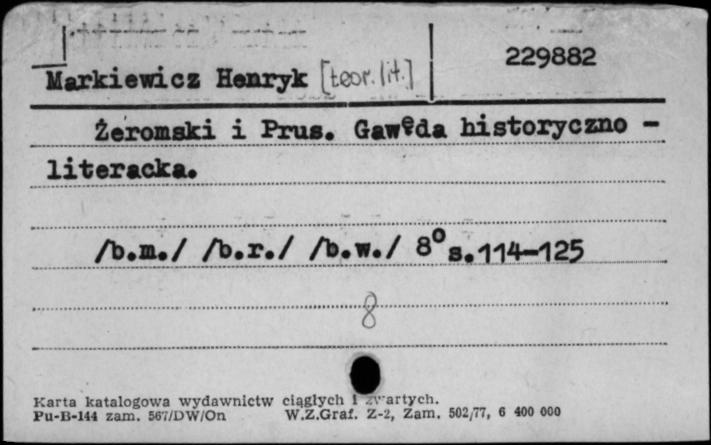 229882
Markiewicz Henryk [teor. lit.]
Żeromski i Prus. Gawęda historyczno -
literacka.
/b.m./ /b.r./ /b.w./ 8° s.114-125
8
Karta katalogowa wydawnictw ciągłych i zwartych.
Pu-B-144 zam. 567/DW/On W.Z.Graf. Z-2, Zam. 502/77, 6 400 000